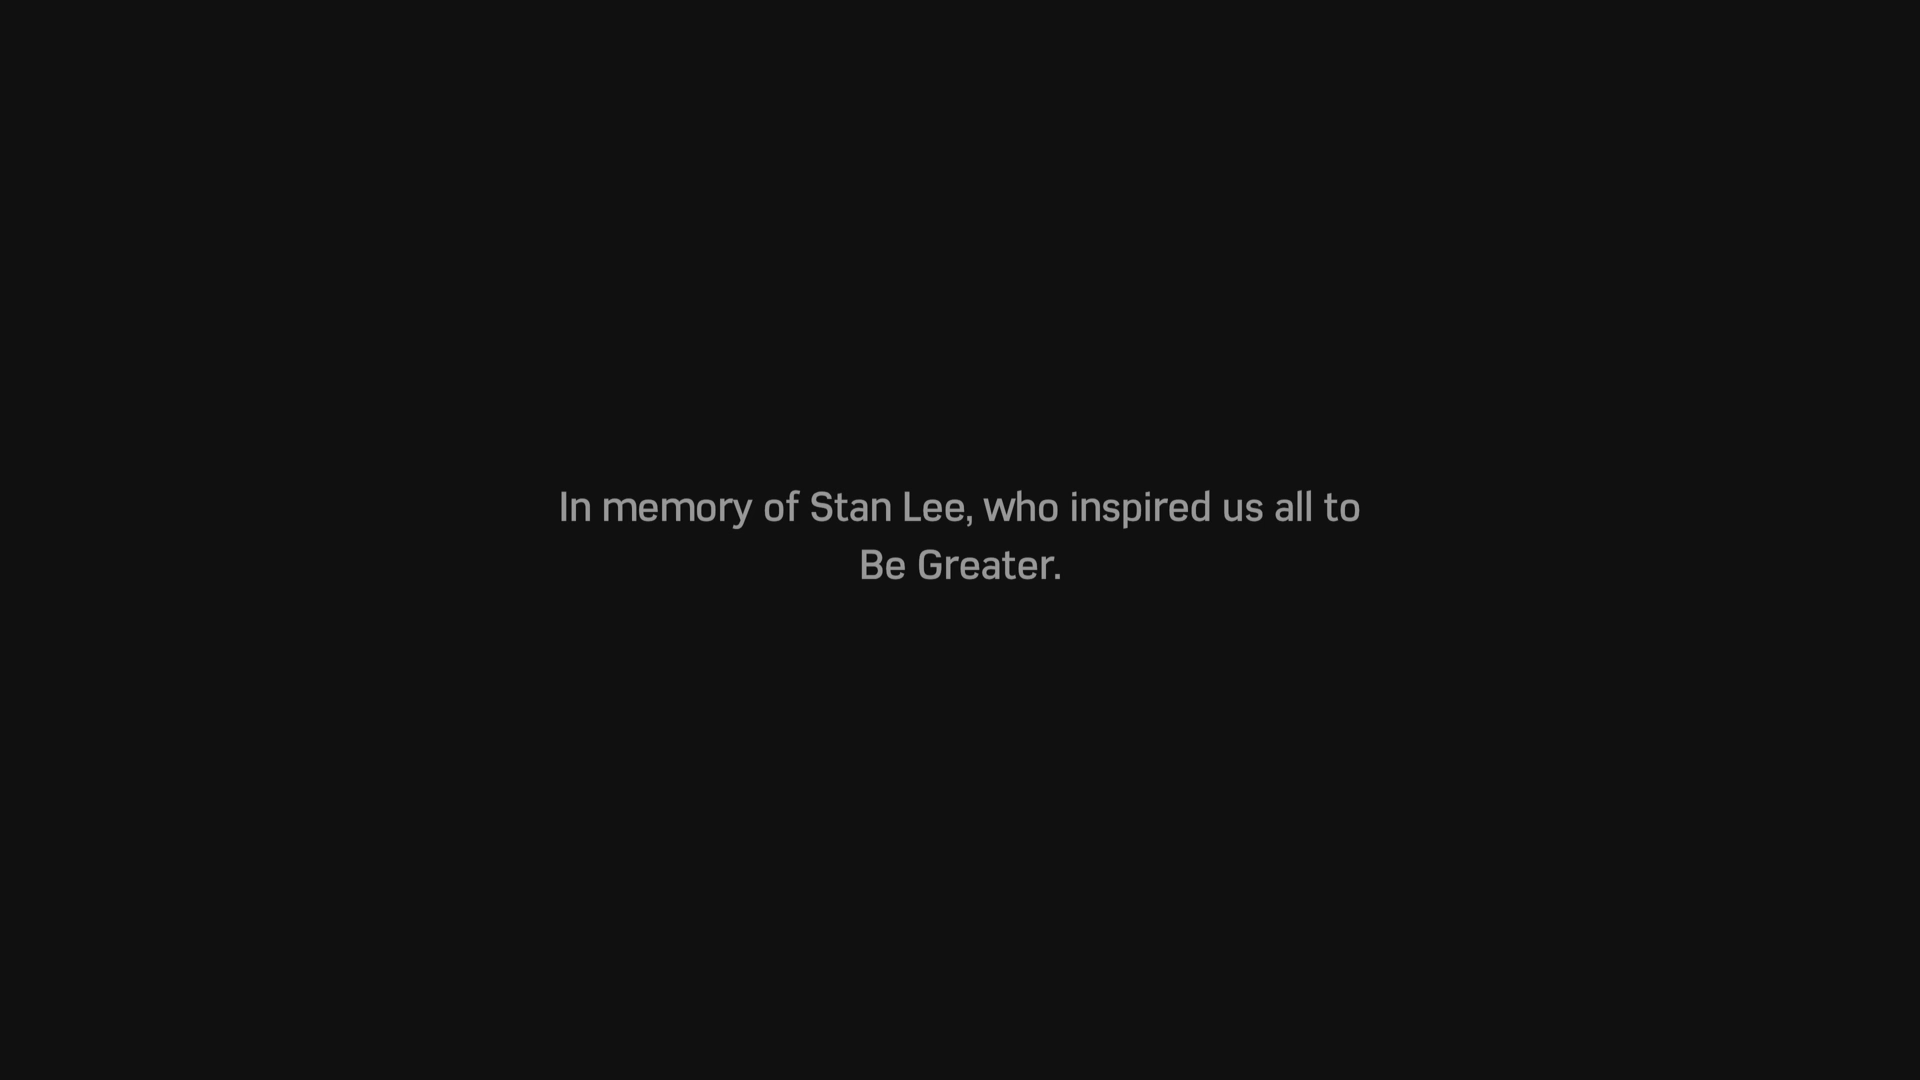 In memory of Stan Lee, who inspired us all to
Be Greater.